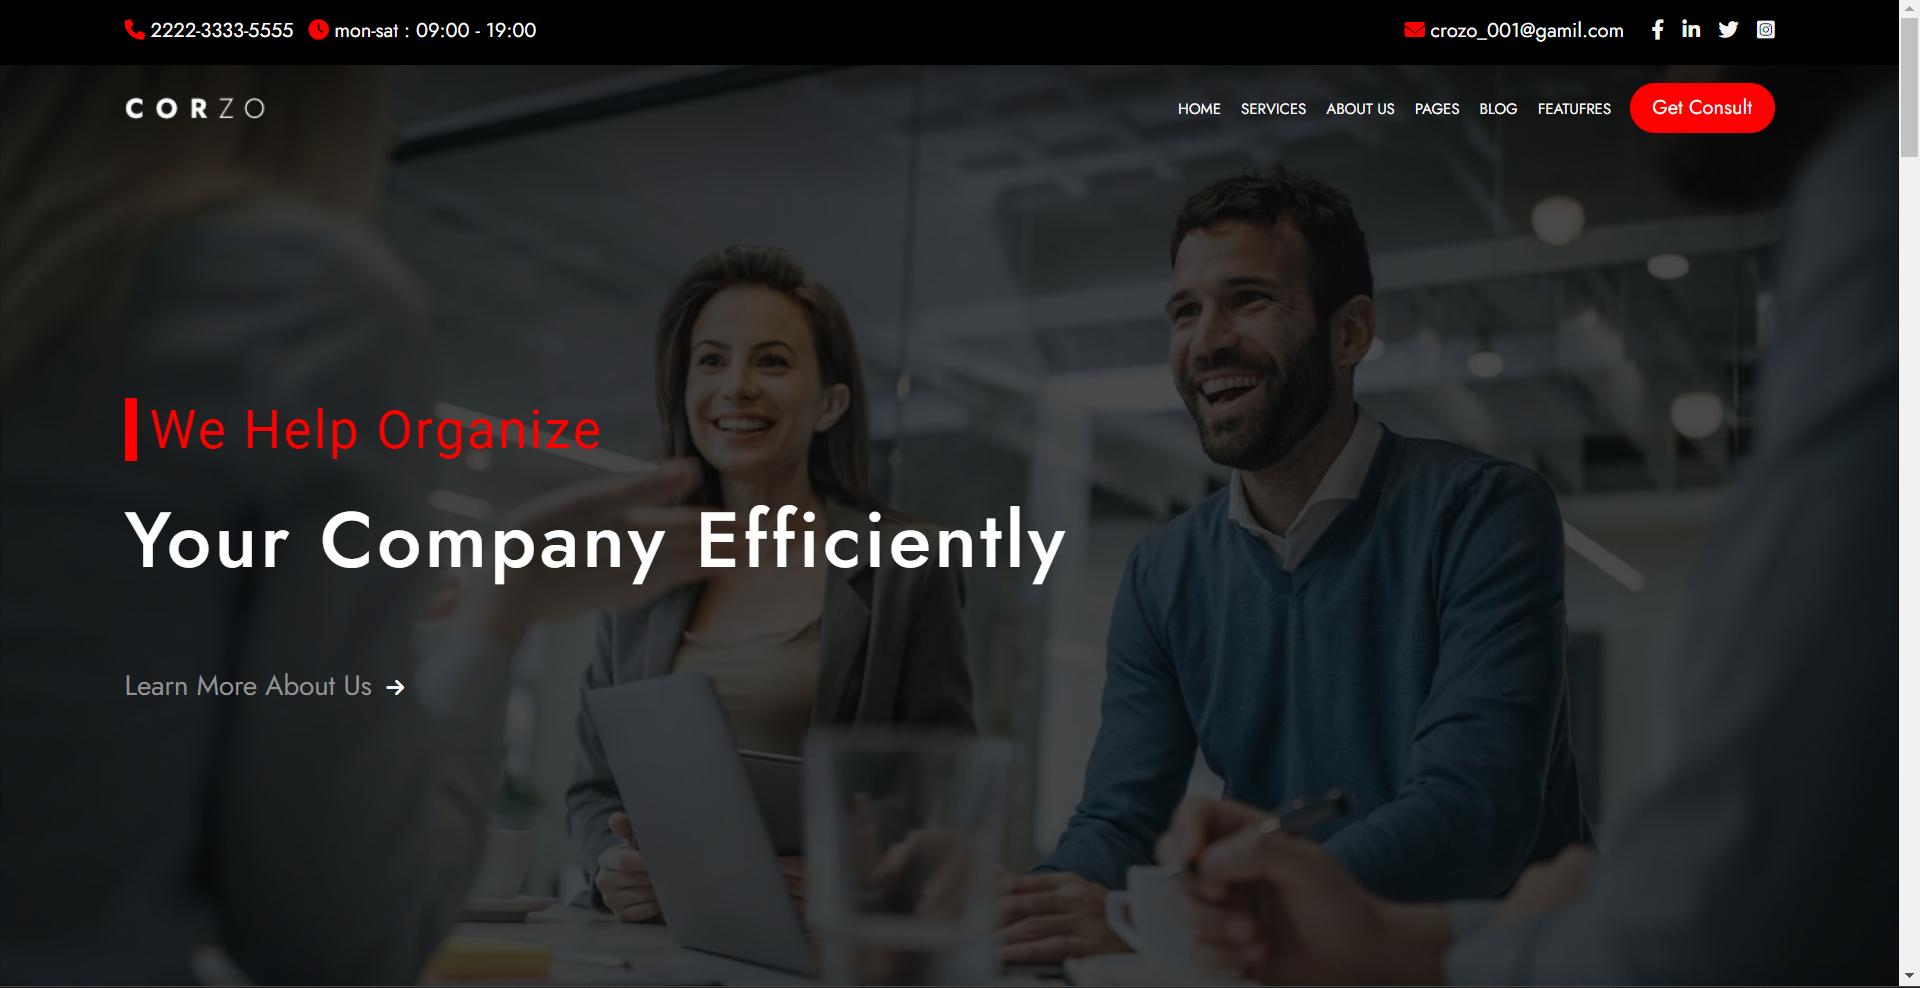 2222-3333-5555 mon-sat : 09:00 - 19:00 crozo_001@gamil.com
CORZO HOME SERVICES ABOUT US PAGES BLOG FEATUFRES Get Consult
We Help Organize
Your Company Efficiently
Learn More About Us